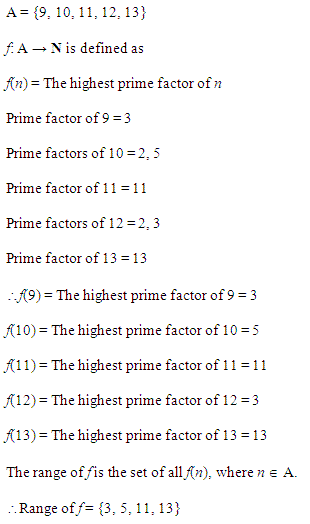 A = {9, 10, 11, 12, 13}
f: A → N is defined as
f(n) = The highest prime factor of n
Prime factor of 9 = 3
Prime factors of 10 = 2, 5
Prime factor of 11 = 11
Prime factors of 12 = 2, 3
Prime factor of 13 = 13
∴f(9) = The highest prime factor of 9 = 3
f(10) = The highest prime factor of 10 = 5
f(11) = The highest prime factor of 11 = 11
f(12) = The highest prime factor of 12 = 3
f(13) = The highest prime factor of 13 = 13
The range of f is the set of all f(n), where n ∈ A.
∴Range of f = {3, 5, 11, 13}